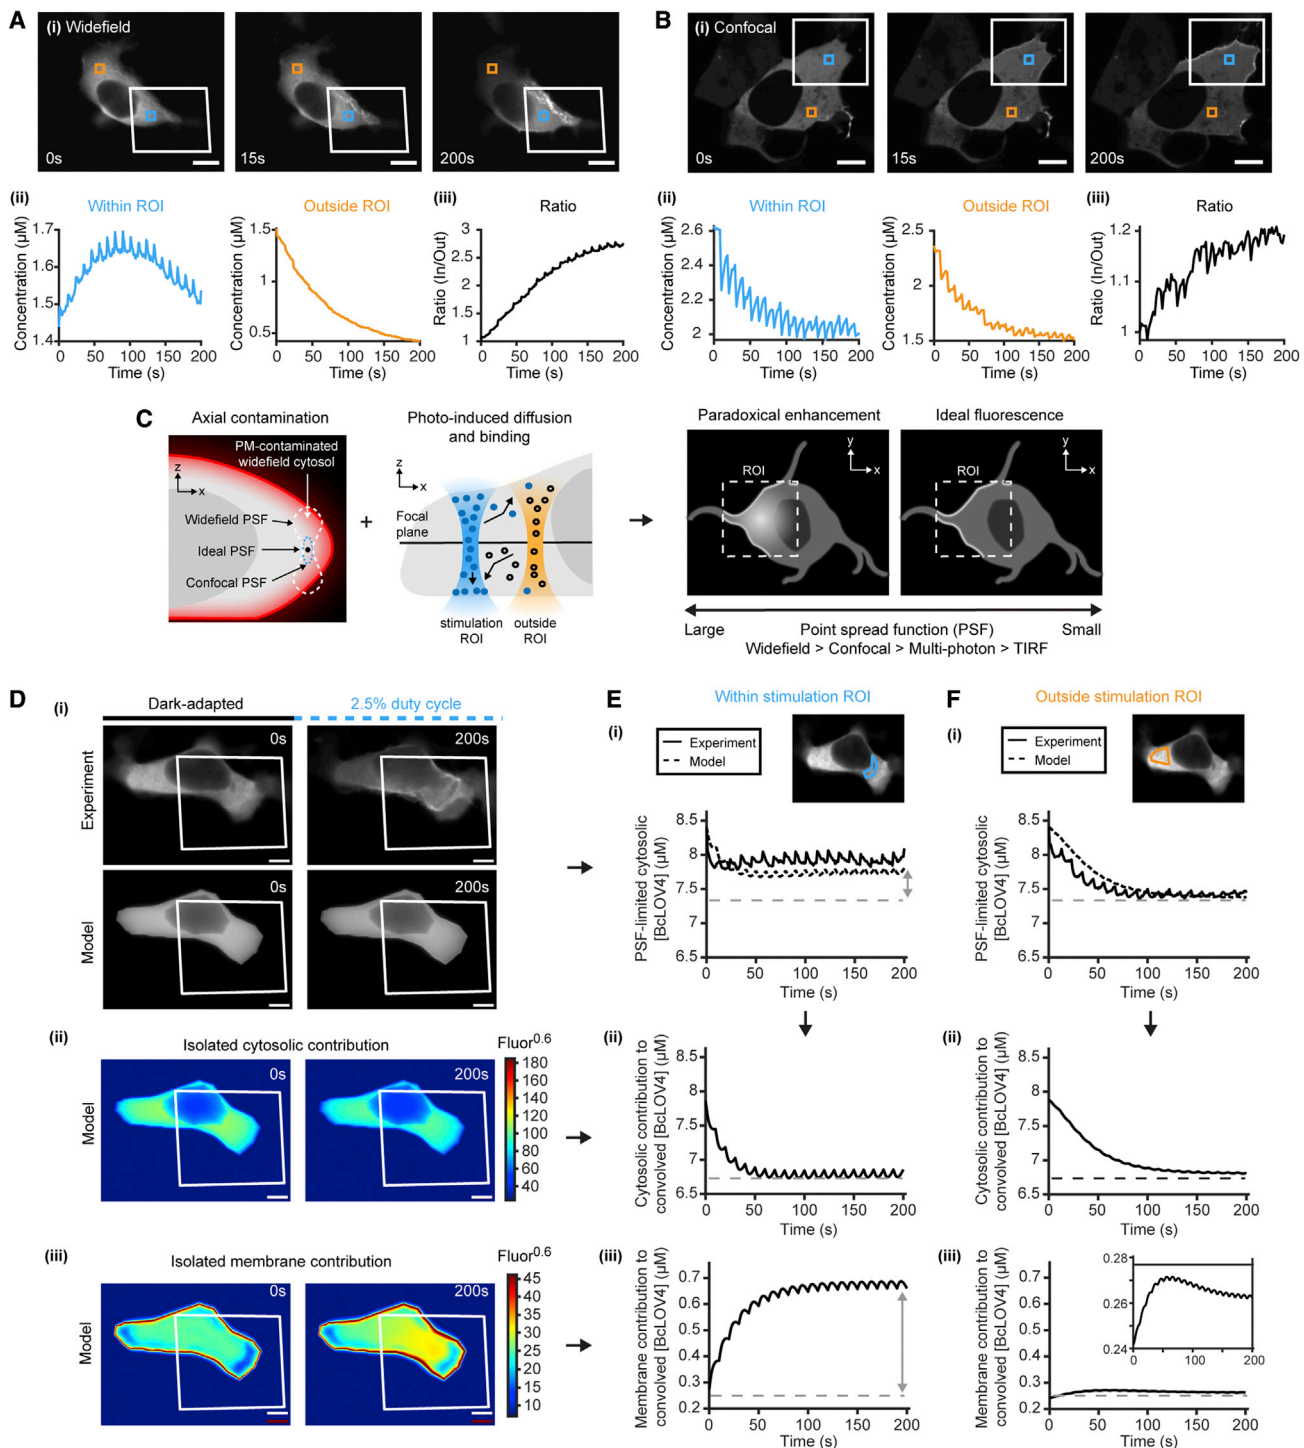 A
(i) Widefield
0s
15s
200s
(ii)
Within ROI
Concentration (µM)
1.7
1.6
1.5
1.4
0 50 100 150 200
Time (s)
Outside ROI
Concentration (µM)
1.5
1
0.5
0 50 100 150 200
Time (s)
(iii)
Ratio
Ratio (In/Out)
3
2.5
2
1.5
1
0 50 100 150 200
Time (s)
B
(i) Confocal
0s
15s
200s
(ii)
Within ROI
Concentration (µM)
2.6
2.4
2.2
2
0 50 100 150 200
Time (s)
Outside ROI
Concentration (µM)
2.5
2
1.5
0 50 100 150 200
Time (s)
(iii)
Ratio
Ratio (In/Out)
1.2
1.1
1
0 50 100 150 200
Time (s)
C
Axial contamination
PM-contaminated
widefield cytosol
z
x
Widefield PSF
Ideal PSF
Confocal PSF
+
Photo-induced diffusion
and binding
z
x
Focal
plane
stimulation
ROI
outside
ROI
Paradoxical enhancement
ROI
y
x
Ideal fluorescence
ROI
y
x
Large
Point spread function (PSF)
Small
Widefield > Confocal > Multi-photon > TIRF
D
(i)
Dark-adapted
2.5% duty cycle
Experiment
0s
200s
Model
0s
200s
(ii)
Isolated cytosolic contribution
Fluor0.6
Model
0s
200s
180
160
140
120
100
80
60
40
(iii)
Isolated membrane contribution
Fluor0.6
Model
0s
200s
45
40
35
30
25
20
15
10
E
Within stimulation ROI
(i)
Experiment
Model
PSF-limited cytosolic
[BcLOV4] (µM)
8.5
8
7.5
7
6.5
0 50 100 150 200
Time (s)
(ii)
Cytosolic contribution to
convolved [BcLOV4] (µM)
8.5
8
7.5
7
6.5
0 50 100 150 200
Time (s)
(iii)
Membrane contribution to
convolved [BcLOV4] (µM)
0.7
0.6
0.5
0.4
0.3
0.2
0 50 100 150 200
Time (s)
F
Outside stimulation ROI
(i)
Experiment
Model
PSF-limited cytosolic
[BcLOV4] (µM)
8.5
8
7.5
7
6.5
0 50 100 150 200
Time (s)
(ii)
Cytosolic contribution to
convolved [BcLOV4] (µM)
8.5
8
7.5
7
6.5
0 50 100 150 200
Time (s)
(iii)
Membrane contribution to
convolved [BcLOV4] (µM)
0.7
0.6
0.5
0.4
0.3
0.2
0 50 100 150 200
Time (s)
0.28
0.26
0.24
0 50 100 150 200